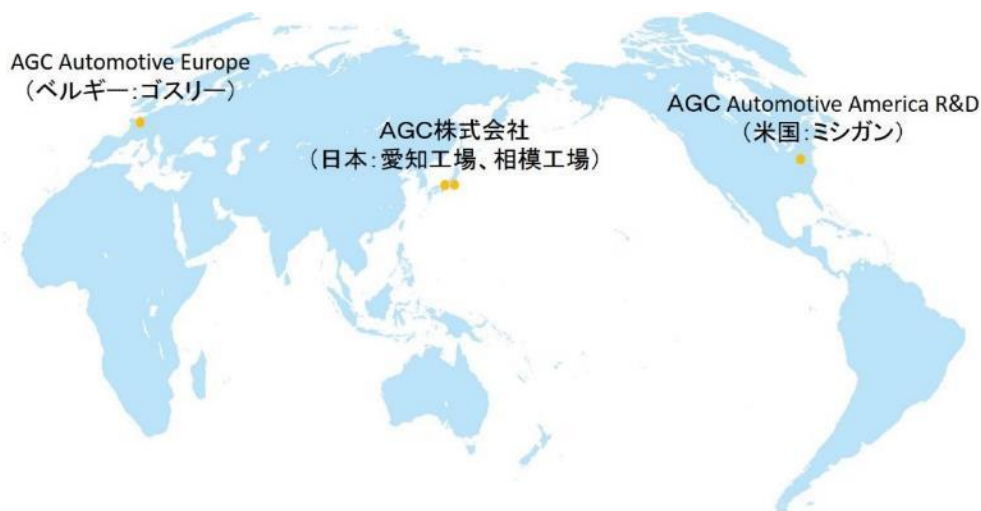 AGC Automotive Europe
（ベルギー：ゴスリー）
AGC株式会社
（日本：愛知工場、相模工場）
AGC Automotive America R&D
（米国：ミシガン）